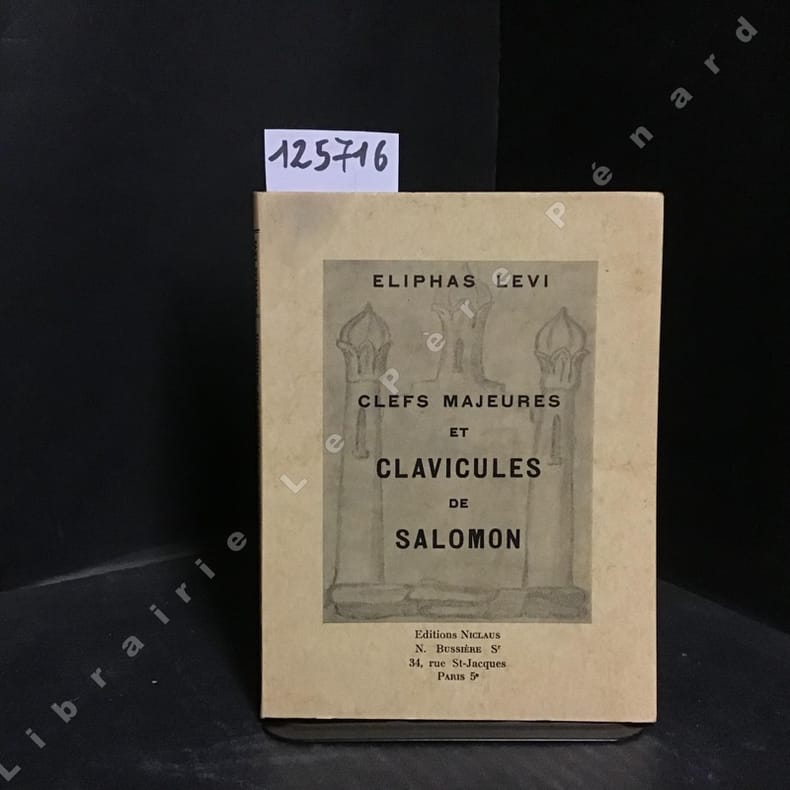 125716
ELIPHAS LEVI
CLEFS MAJEURES
ET
CLAVICULES
DE
SALOMON
Editions NICLAUS
N. BUSSIÈRE Sʳ
34, rue St-Jacques
PARIS 5ᵉ
Librairie Le Père Pénard